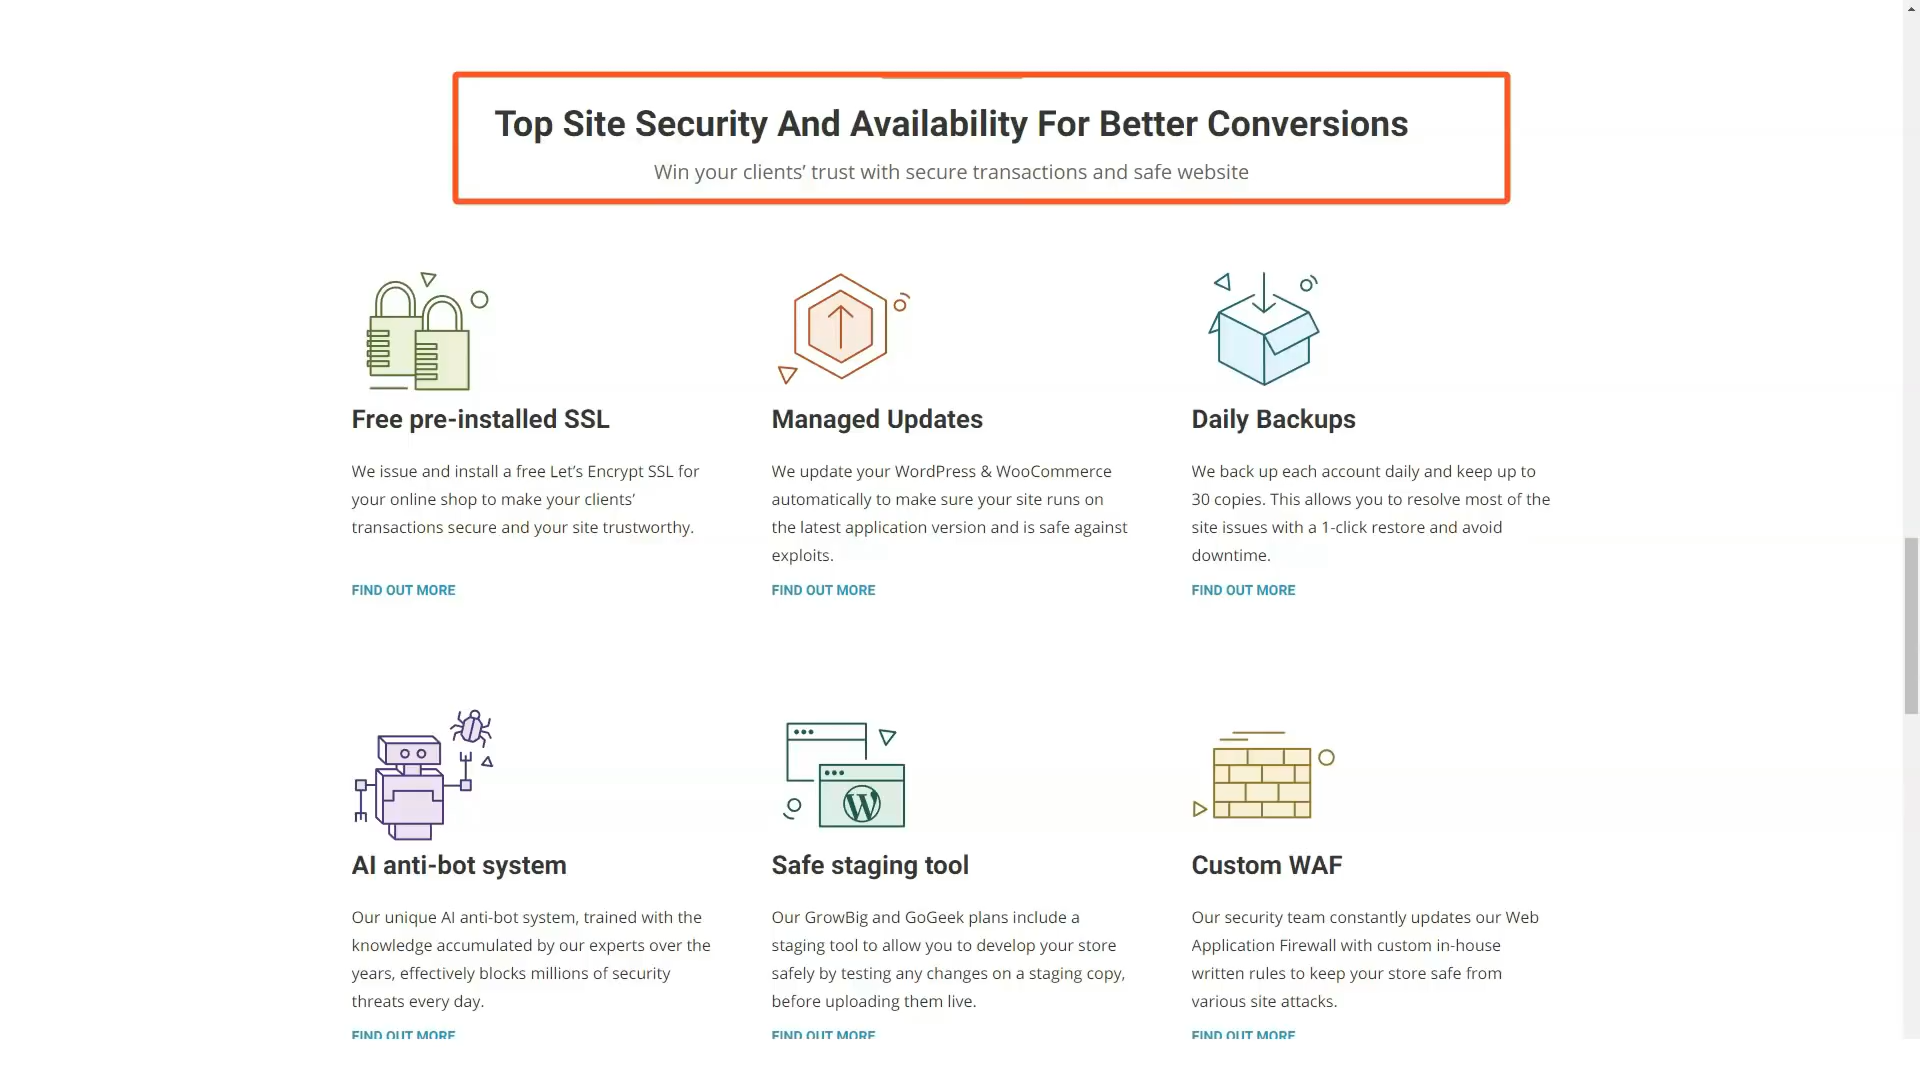 Top Site Security And Availability For Better Conversions
Win your clients’ trust with secure transactions and safe website
Free pre-installed SSL
We issue and install a free Let’s Encrypt SSL for
your online shop to make your clients’
transactions secure and your site trustworthy.
FIND OUT MORE
Managed Updates
We update your WordPress & WooCommerce
automatically to make sure your site runs on
the latest application version and is safe against
exploits.
FIND OUT MORE
Daily Backups
We back up each account daily and keep up to
30 copies. This allows you to resolve most of the
site issues with a 1-click restore and avoid
downtime.
FIND OUT MORE
AI anti-bot system
Our unique AI anti-bot system, trained with the
knowledge accumulated by our experts over the
years, effectively blocks millions of security
threats every day.
FIND OUT MORE
Safe staging tool
Our GrowBig and GoGeek plans include a
staging tool to allow you to develop your store
safely by testing any changes on a staging copy,
before uploading them live.
FIND OUT MORE
Custom WAF
Our security team constantly updates our Web
Application Firewall with custom in-house
written rules to keep your store safe from
various site attacks.
FIND OUT MORE